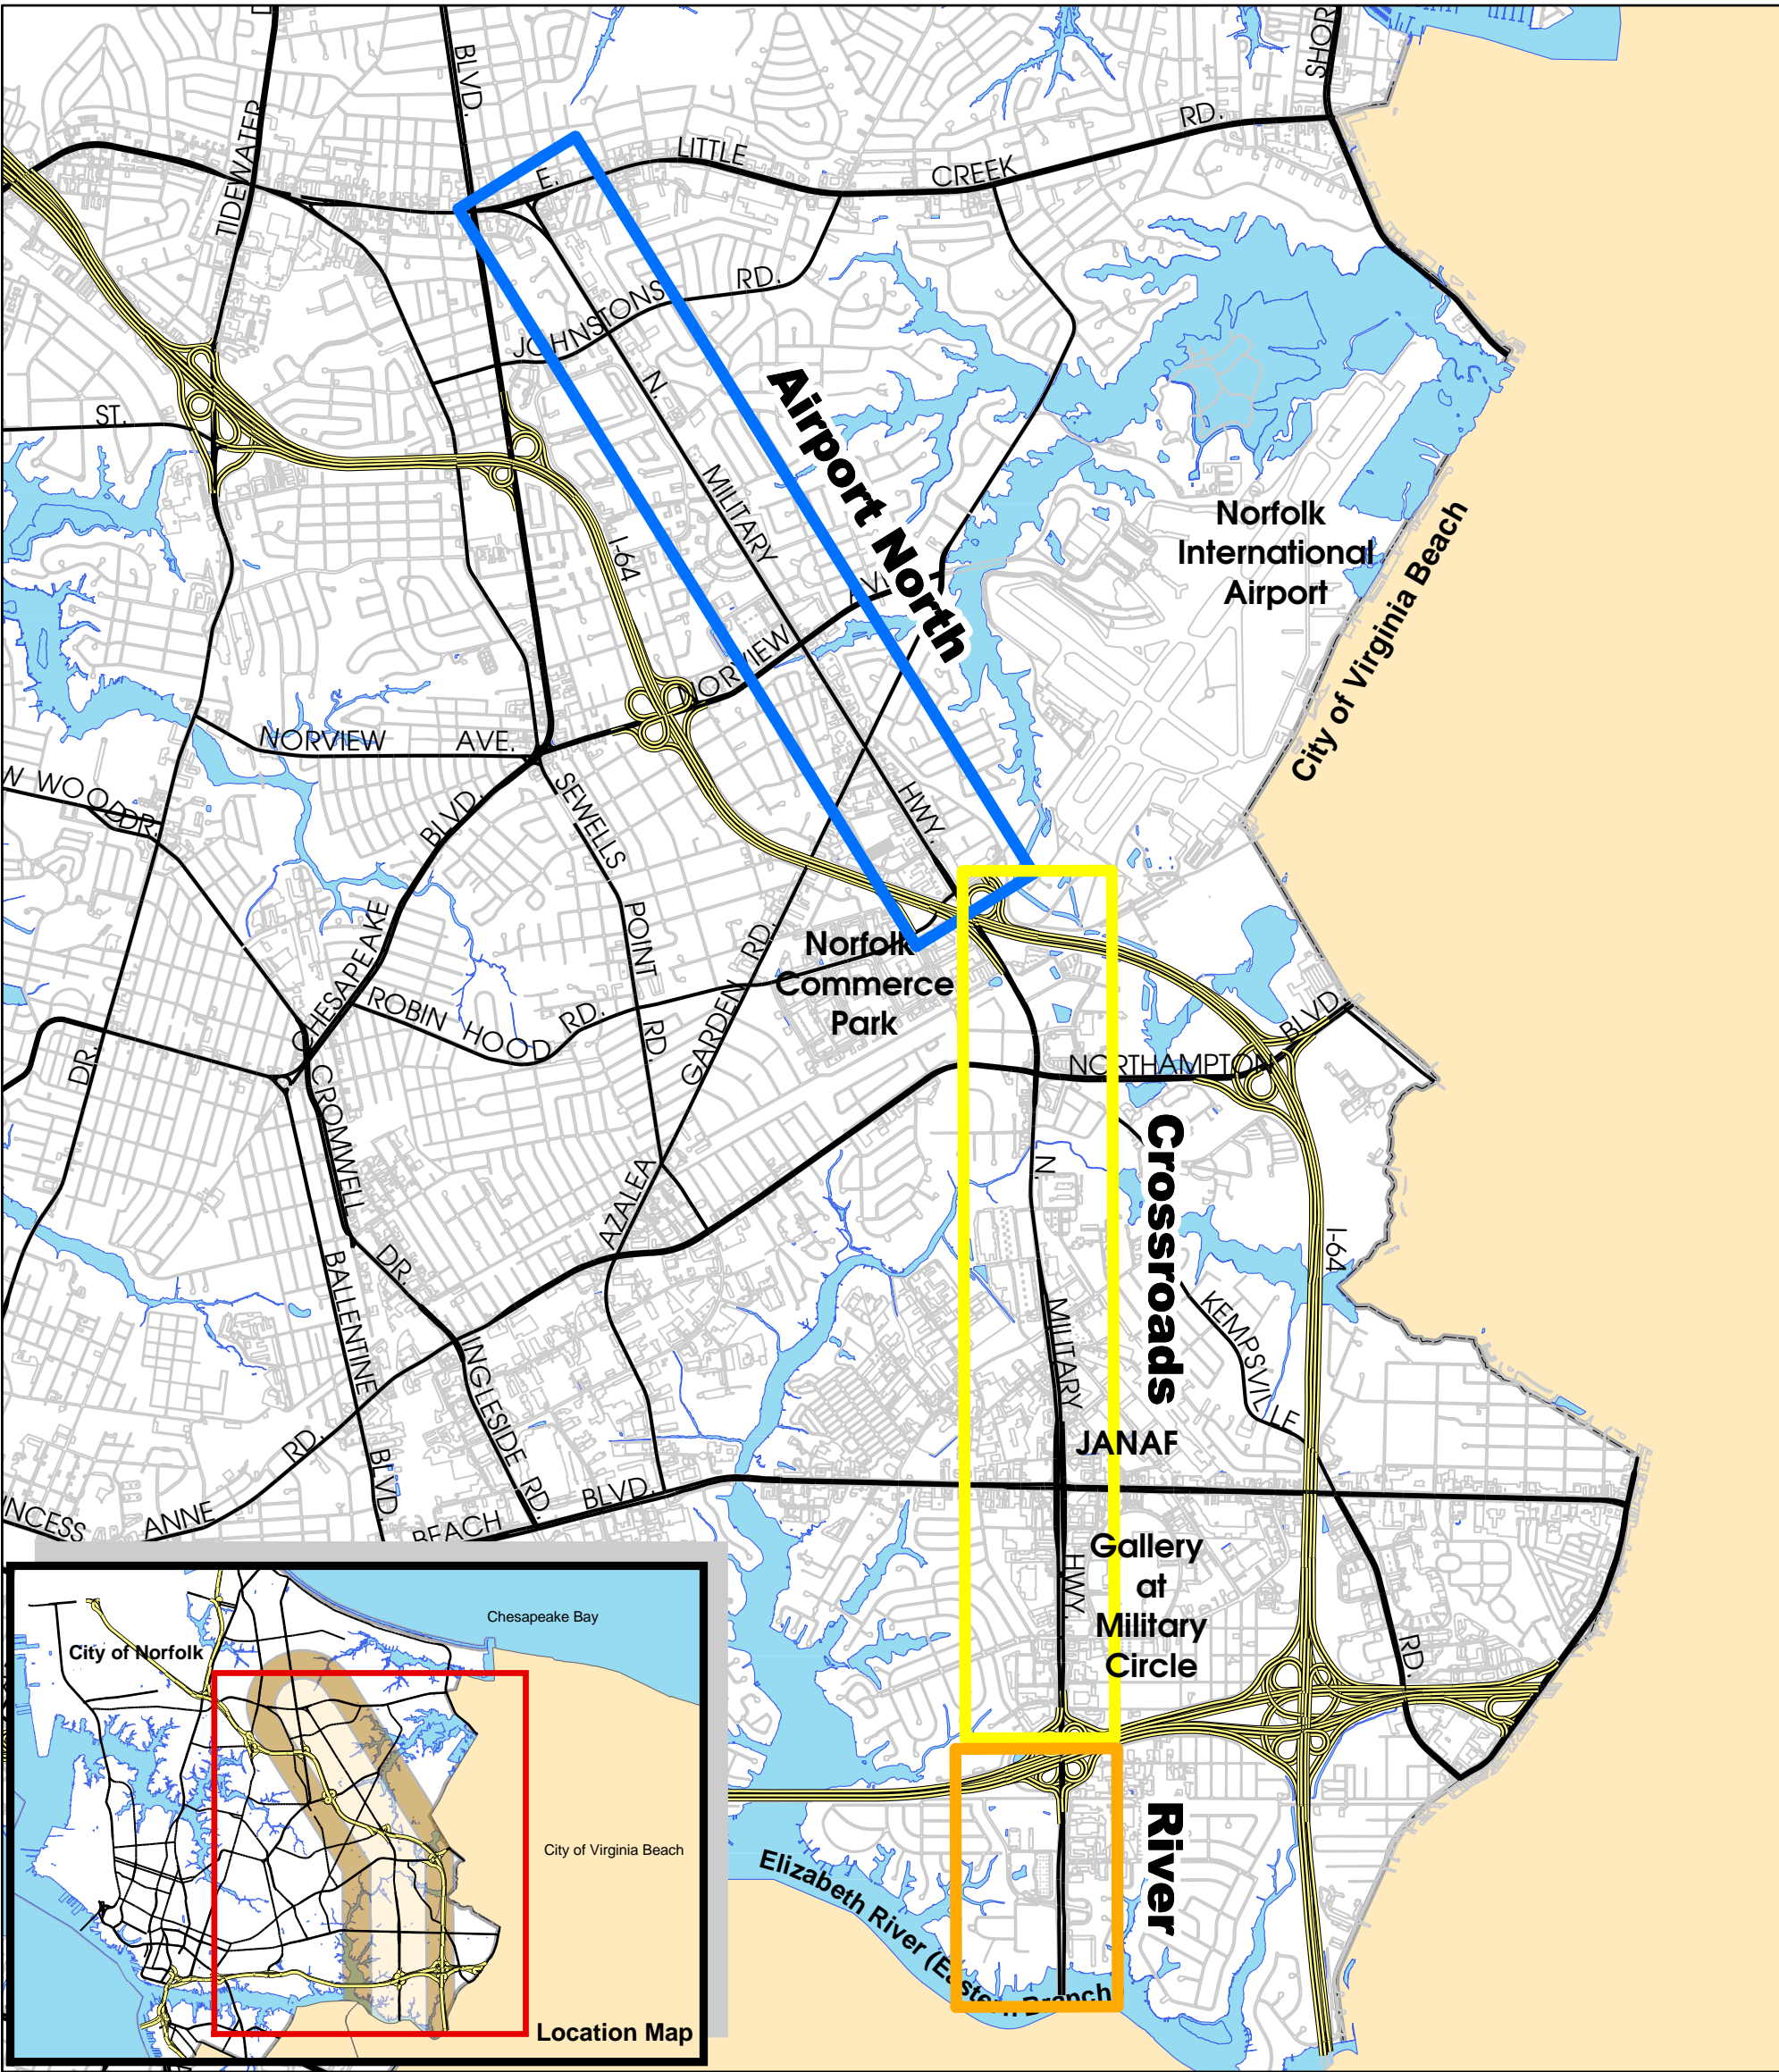 SHOR
BLVD.
TIDEWATER
RD.
LITTLE
E.
CREEK
RD.
JOHNSTONS
N.
ST.
Airport North
MILITARY
Norfolk
International
Airport
City of Virginia Beach
I-64
NORVIEW
NORVIEW
AVE.
W WOOD
DR.
SEWELLS
BLVD.
HWY.
POINT
CHESAPEAKE
RD.
Norfolk
Commerce
Park
ROBIN HOOD
RD.
RD.
GARDEN
BLVD.
NORTHAMPTON
DR.
CROMWELL
Crossroads
N.
AZALEA
I-64
BALLENTINE
DR.
MILITARY
KEMPSVILLE
INGLESIDE
JANAF
RD.
BLVD.
RD.
BLVD.
INCESS
ANNE
BEACH
Gallery
at
Military
Circle
HWY.
RD.
Chesapeake Bay
City of Norfolk
City of Virginia Beach
River
Elizabeth River (Eastern Branch
Location Map